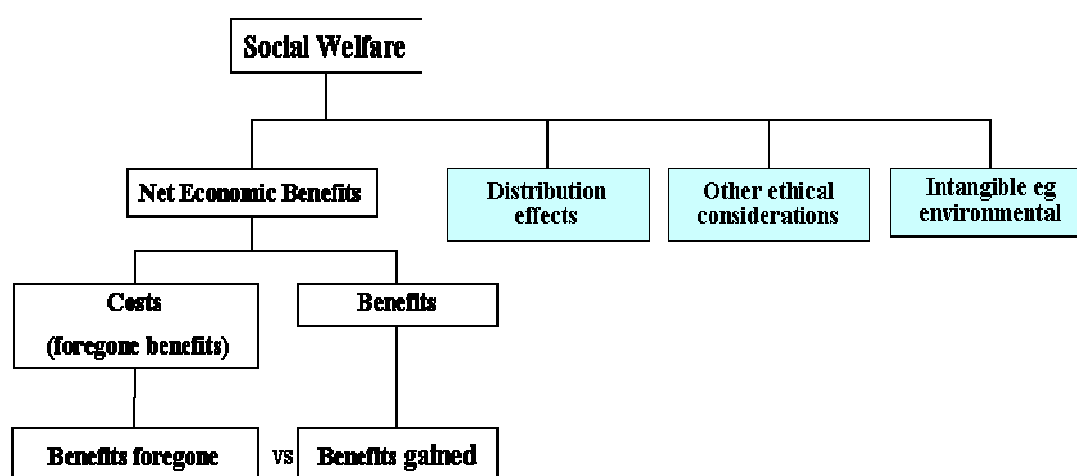 Social Welfare
Net Economic Benefits
Distribution
effects
Other ethical
considerations
Intangible eg
environmental
Costs
(foregone benefits)
Benefits
Benefits foregone
vs
Benefits gained